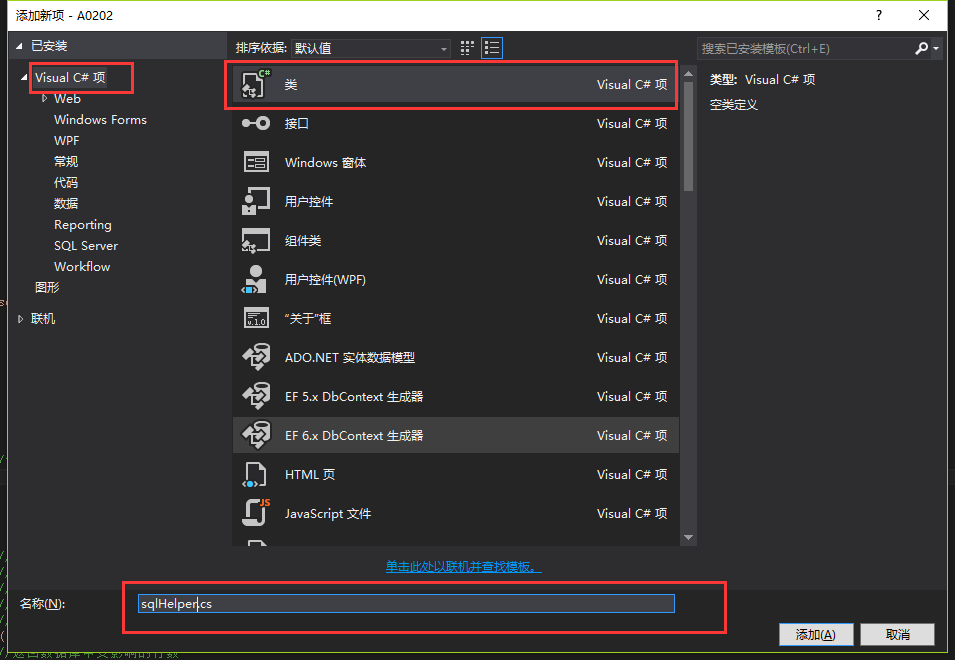 添加新项 - A0202
?
已安装
排序依据: 默认值
搜索已安装模板(Ctrl+E)
Visual C# 项
Web
Windows Forms
WPF
常规
代码
数据
Reporting
SQL Server
Workflow
图形
联机
类 Visual C# 项
接口 Visual C# 项
Windows 窗体 Visual C# 项
用户控件 Visual C# 项
组件类 Visual C# 项
用户控件(WPF) Visual C# 项
“关于”框 Visual C# 项
ADO.NET 实体数据模型 Visual C# 项
EF 5.x DbContext 生成器 Visual C# 项
EF 6.x DbContext 生成器 Visual C# 项
HTML 页 Visual C# 项
JavaScript 文件 Visual C# 项
类型: Visual C# 项
空类定义
单击此处以联机并查找模板。
名称(N):
sqlHelper.cs
添加(A)
取消